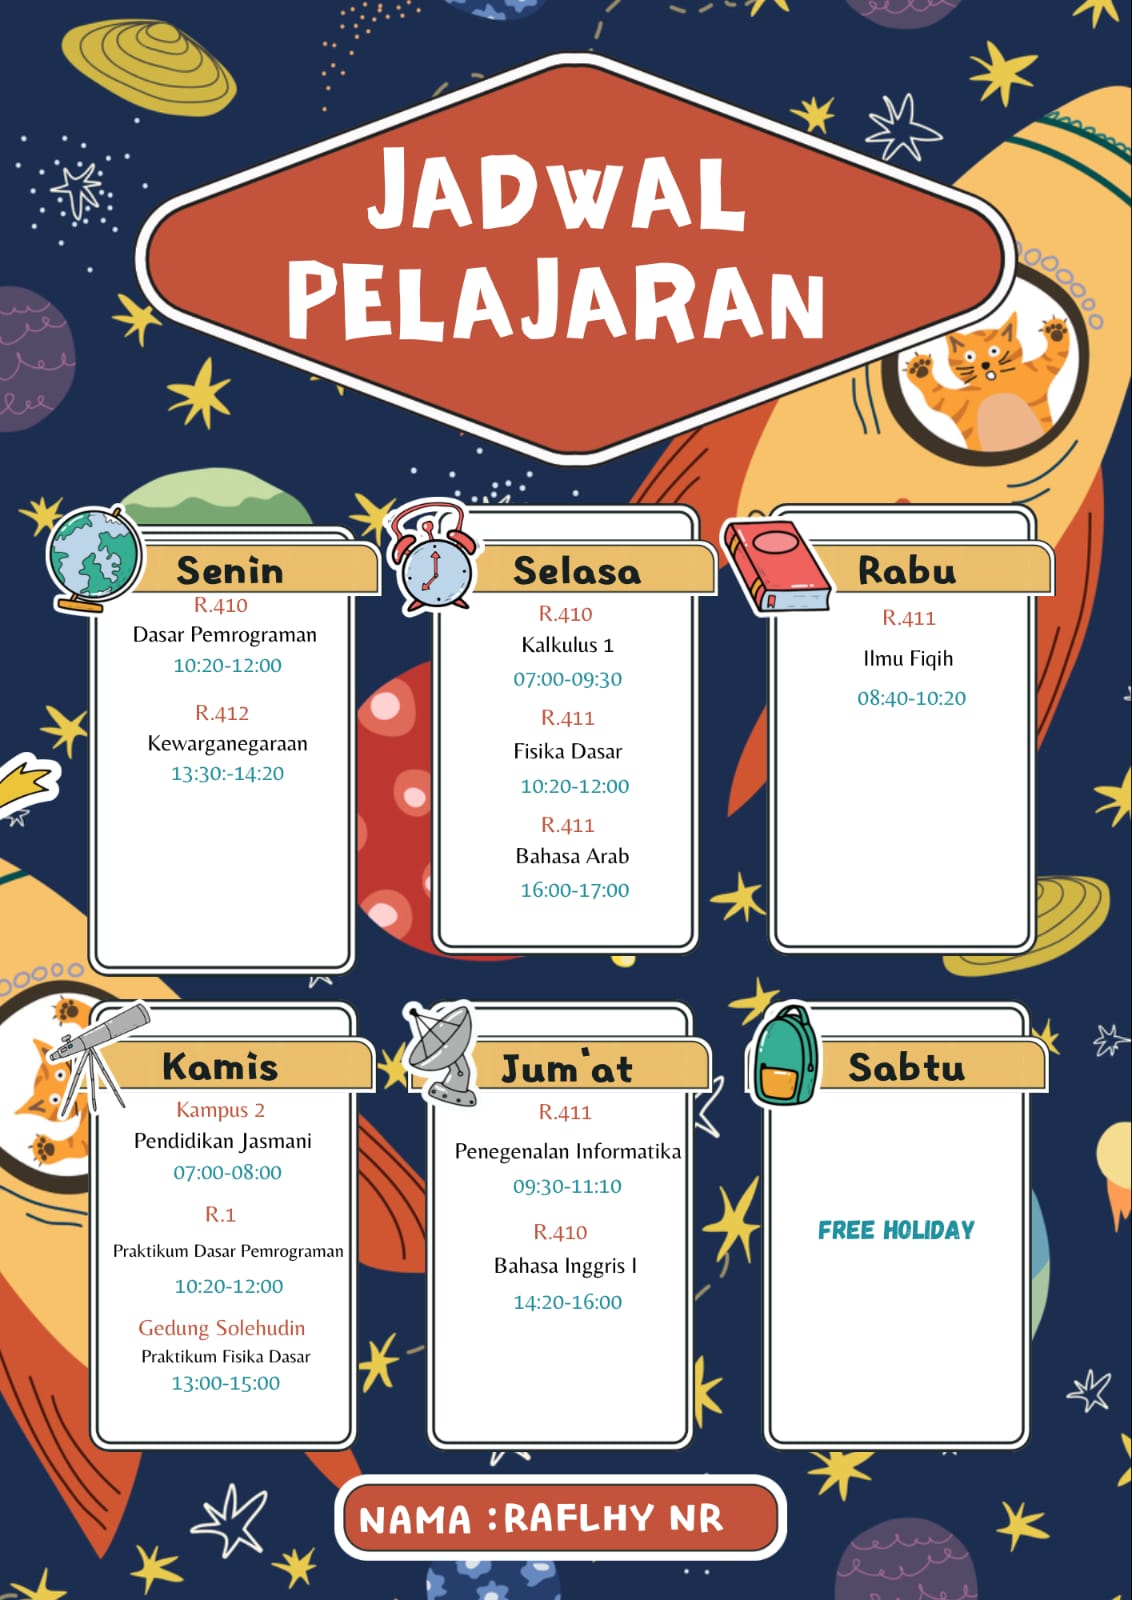 JADWAL
PELAJARAN
Senin
R.410
Dasar Pemrograman
10:20-12:00
R.412
Kewarganegaraan
13:30:-14:20
Selasa
R.410
Kalkulus 1
07:00-09:30
R.411
Fisika Dasar
10:20-12:00
R.411
Bahasa Arab
16:00-17:00
Rabu
R.411
Ilmu Fiqih
08:40-10:20
Kamis
Kampus 2
Pendidikan Jasmani
07:00-08:00
R.1
Praktikum Dasar Pemrograman
10:20-12:00
Gedung Solehudin
Praktikum Fisika Dasar
13:00-15:00
Jum'at
R.411
Penegenalan Informatika
09:30-11:10
R.410
Bahasa Inggris I
14:20-16:00
Sabtu
FREE HOLIDAY
NAMA :RAFLHY NR